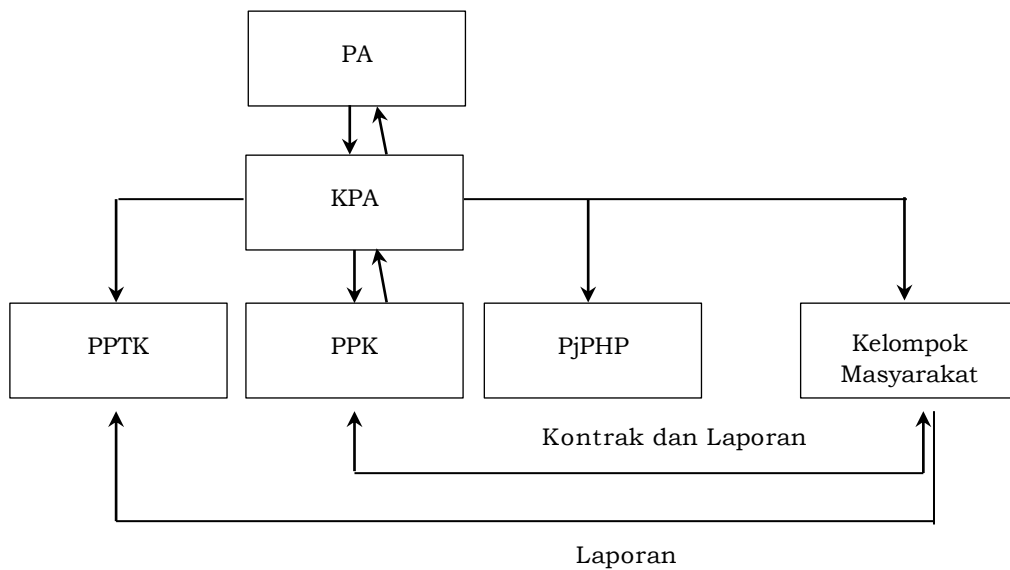 PA
KPA
PPTK
PPK
PjPHP
Kelompok
Masyarakat
Kontrak dan Laporan
Laporan